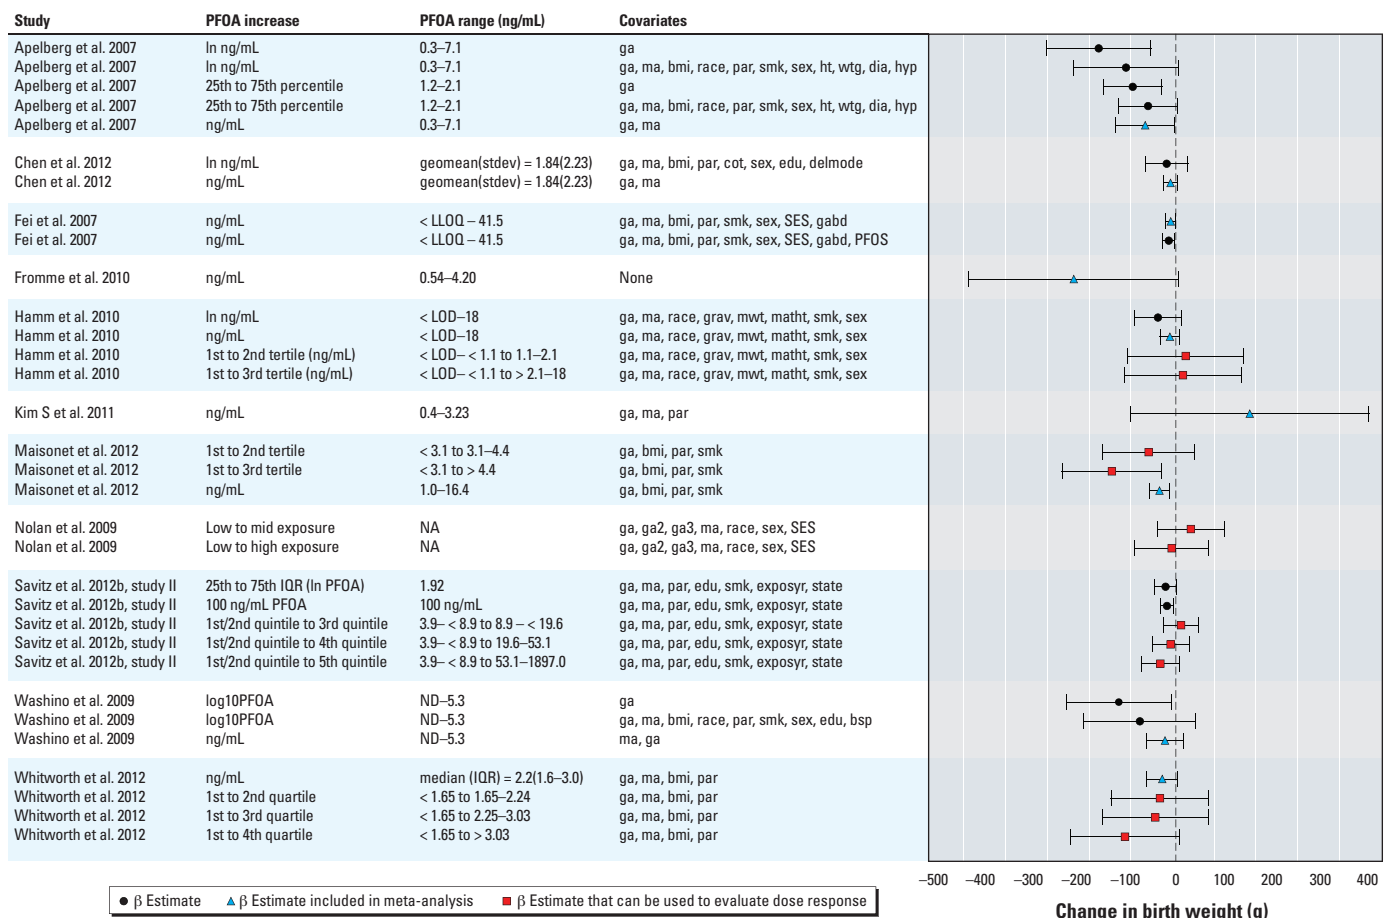 Study PFOA increase PFOA range (ng/mL) Covariates
Apelberg et al. 2007 ln ng/mL 0.3–7.1 ga
Apelberg et al. 2007 ln ng/mL 0.3–7.1 ga, ma, bmi, race, par, smk, sex, ht, wtg, dia, hyp
Apelberg et al. 2007 25th to 75th percentile 1.2–2.1 ga
Apelberg et al. 2007 25th to 75th percentile 1.2–2.1 ga, ma, bmi, race, par, smk, sex, ht, wtg, dia, hyp
Apelberg et al. 2007 ng/mL 0.3–7.1 ga, ma
Chen et al. 2012 ln ng/mL geomean(stdev) = 1.84(2.23) ga, ma, bmi, par, cot, sex, edu, delmode
Chen et al. 2012 ng/mL geomean(stdev) = 1.84(2.23) ga, ma
Fei et al. 2007 ng/mL < LLOQ – 41.5 ga, ma, bmi, par, smk, sex, SES, gabd
Fei et al. 2007 ng/mL < LLOQ – 41.5 ga, ma, bmi, par, smk, sex, SES, gabd, PFOS
Fromme et al. 2010 ng/mL 0.54–4.20 None
Hamm et al. 2010 ln ng/mL < LOD–18 ga, ma, race, grav, mwt, matht, smk, sex
Hamm et al. 2010 ng/mL < LOD–18 ga, ma, race, grav, mwt, matht, smk, sex
Hamm et al. 2010 1st to 2nd tertile (ng/mL) < LOD– < 1.1 to 1.1–2.1 ga, ma, race, grav, mwt, matht, smk, sex
Hamm et al. 2010 1st to 3rd tertile (ng/mL) < LOD– < 1.1 to > 2.1–18 ga, ma, race, grav, mwt, matht, smk, sex
Kim S et al. 2011 ng/mL 0.4–3.23 ga, ma, par
Maisonet et al. 2012 1st to 2nd tertile < 3.1 to 3.1–4.4 ga, bmi, par, smk
Maisonet et al. 2012 1st to 3rd tertile < 3.1 to > 4.4 ga, bmi, par, smk
Maisonet et al. 2012 ng/mL 1.0–16.4 ga, bmi, par, smk
Nolan et al. 2009 Low to mid exposure NA ga, ga2, ga3, ma, race, sex, SES
Nolan et al. 2009 Low to high exposure NA ga, ga2, ga3, ma, race, sex, SES
Savitz et al. 2012b, study II 25th to 75th IQR (ln PFOA) 1.92 ga, ma, par, edu, smk, exposyr, state
Savitz et al. 2012b, study II 100 ng/mL PFOA 100 ng/mL ga, ma, par, edu, smk, exposyr, state
Savitz et al. 2012b, study II 1st/2nd quintile to 3rd quintile 3.9– < 8.9 to 8.9 – < 19.6 ga, ma, par, edu, smk, exposyr, state
Savitz et al. 2012b, study II 1st/2nd quintile to 4th quintile 3.9– < 8.9 to 19.6–53.1 ga, ma, par, edu, smk, exposyr, state
Savitz et al. 2012b, study II 1st/2nd quintile to 5th quintile 3.9– < 8.9 to 53.1–1897.0 ga, ma, par, edu, smk, exposyr, state
Washino et al. 2009 log10PFOA ND–5.3 ga
Washino et al. 2009 log10PFOA ND–5.3 ga, ma, bmi, race, par, smk, sex, edu, bsp
Washino et al. 2009 ng/mL ND–5.3 ma, ga
Whitworth et al. 2012 ng/mL median (IQR) = 2.2(1.6–3.0) ga, ma, bmi, par
Whitworth et al. 2012 1st to 2nd quartile < 1.65 to 1.65–2.24 ga, ma, bmi, par
Whitworth et al. 2012 1st to 3rd quartile < 1.65 to 2.25–3.03 ga, ma, bmi, par
Whitworth et al. 2012 1st to 4th quartile < 1.65 to > 3.03 ga, ma, bmi, par
–500 –400 –300 –200 –100 0 100 200 300 400
β Estimate β Estimate included in meta-analysis β Estimate that can be used to evaluate dose response
Change in birth weight (g)